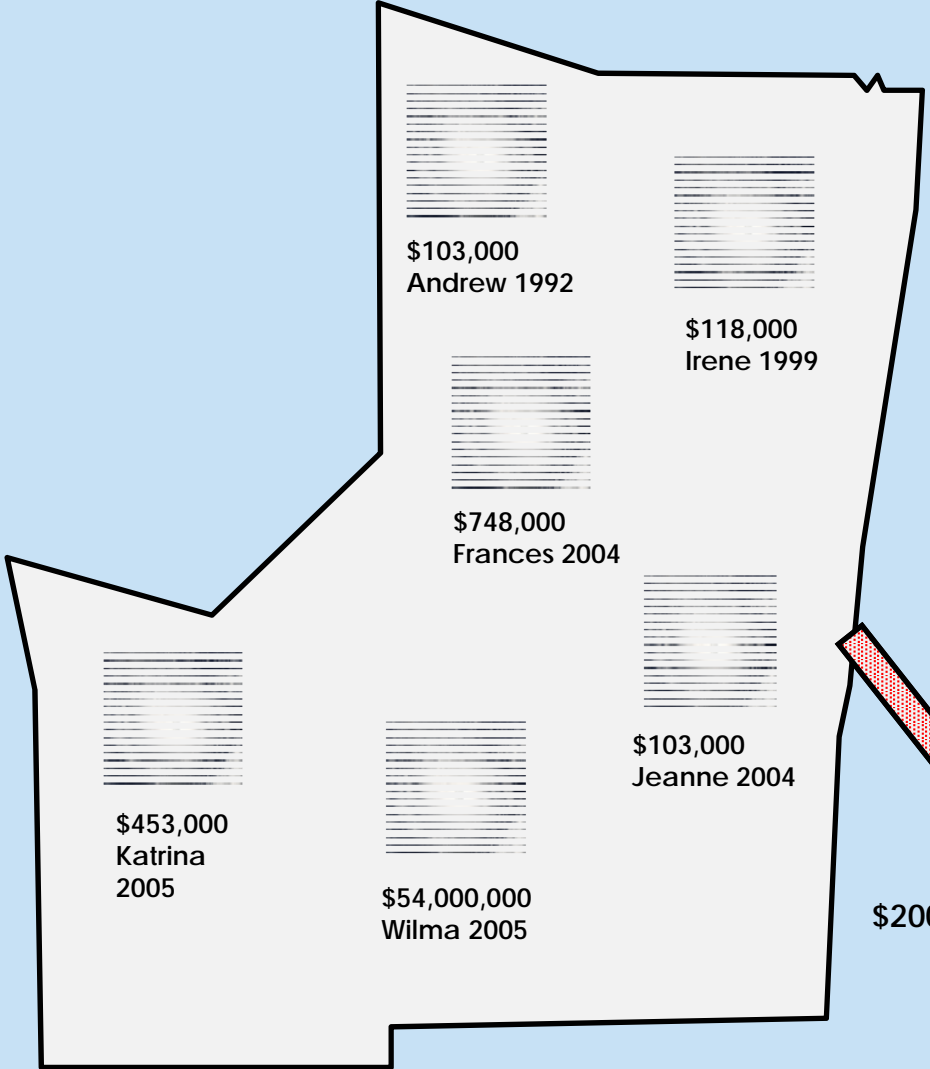 $103,000
Andrew 1992
$118,000
Irene 1999
$748,000
Frances 2004
$103,000
Jeanne 2004
$453,000
Katrina
2005
$54,000,000
Wilma 2005